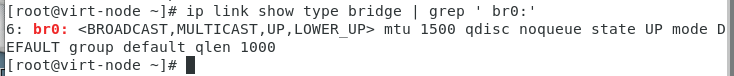 [root@virt-node ~]# ip link show type bridge | grep ' br0:'
6: br0: <BROADCAST,MULTICAST,UP,LOWER_UP> mtu 1500 qdisc noqueue state UP mode D
EFAULT group default qlen 1000
[root@virt-node ~]#